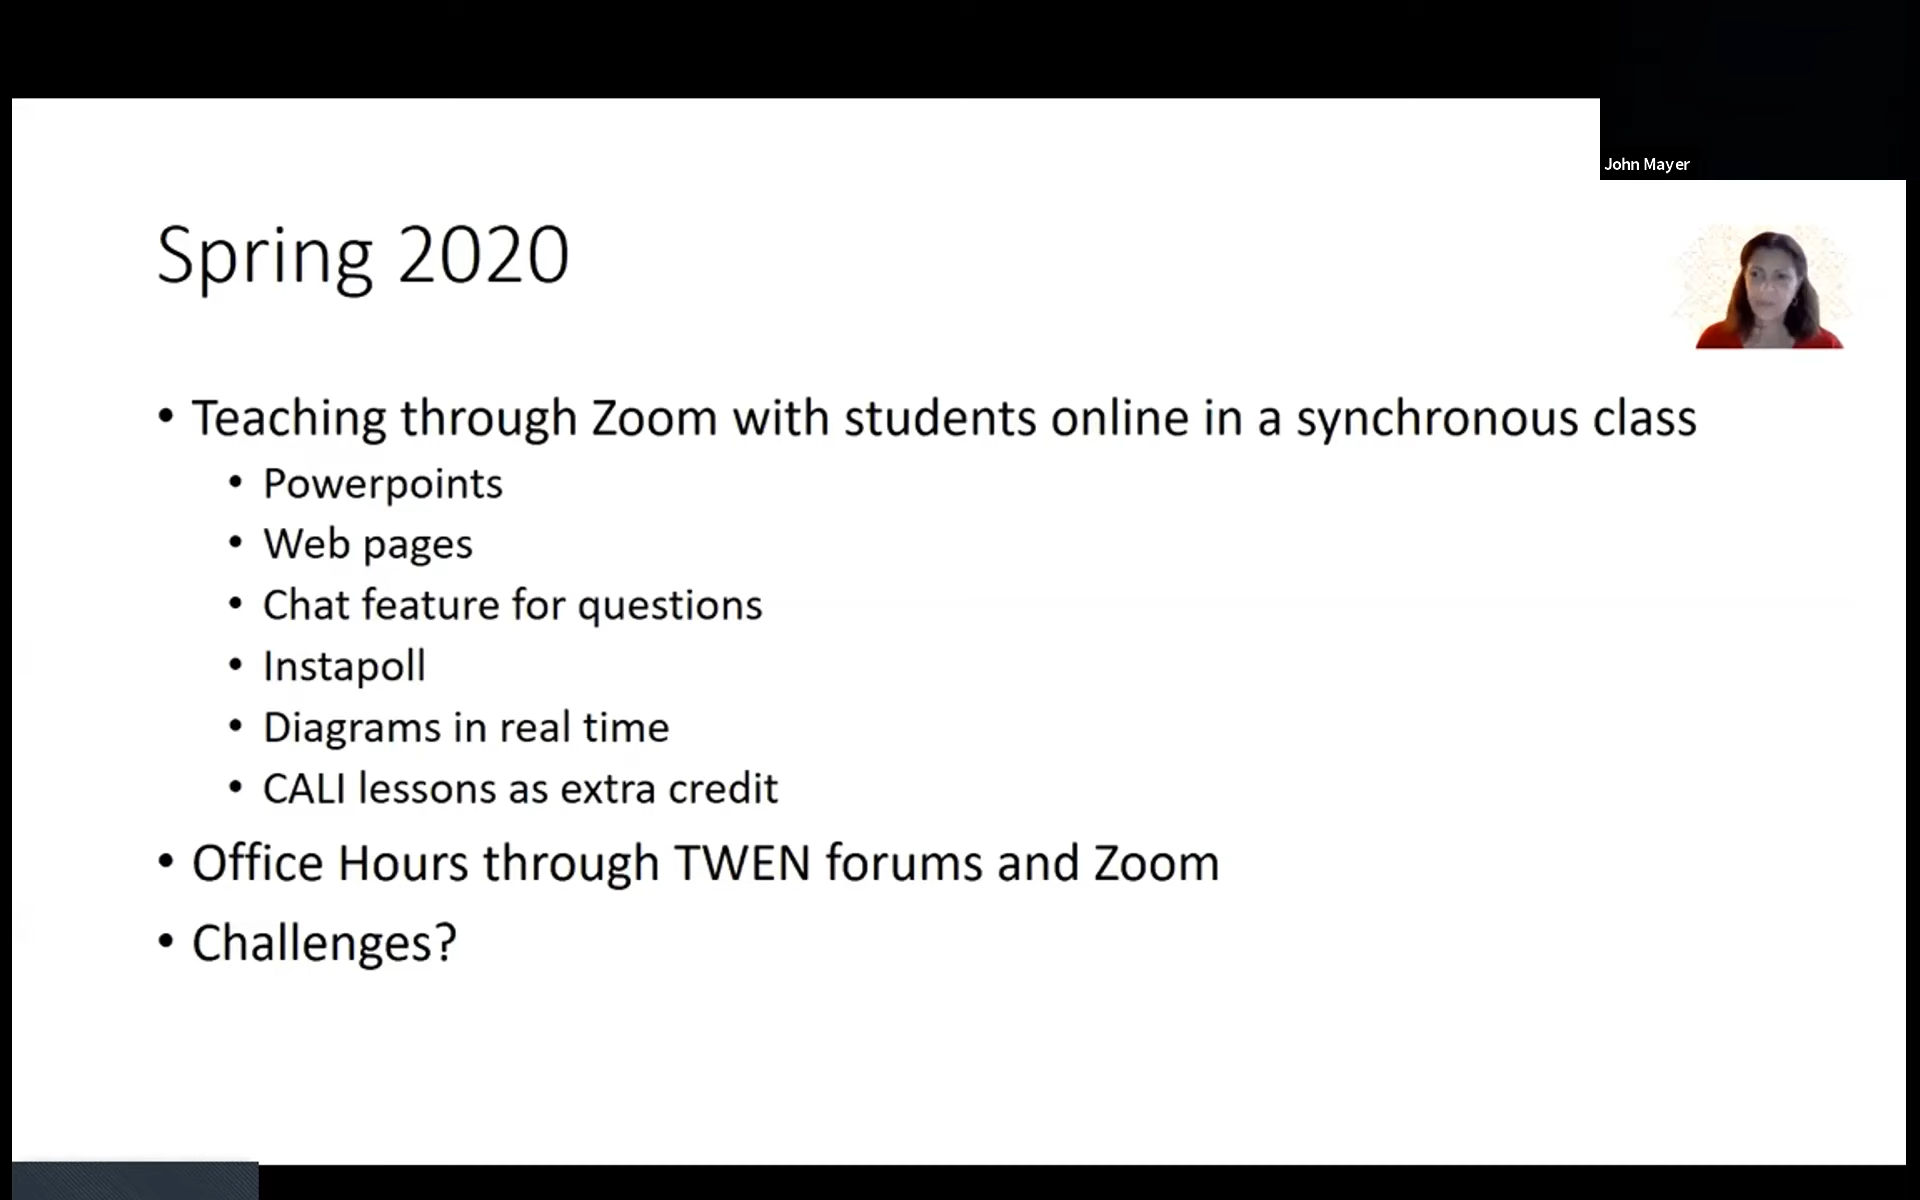 John Mayer
Spring 2020
• Teaching through Zoom with students online in a synchronous class
• Powerpoints
• Web pages
• Chat feature for questions
• Instapoll
• Diagrams in real time
• CALI lessons as extra credit
• Office Hours through TWEN forums and Zoom
• Challenges?